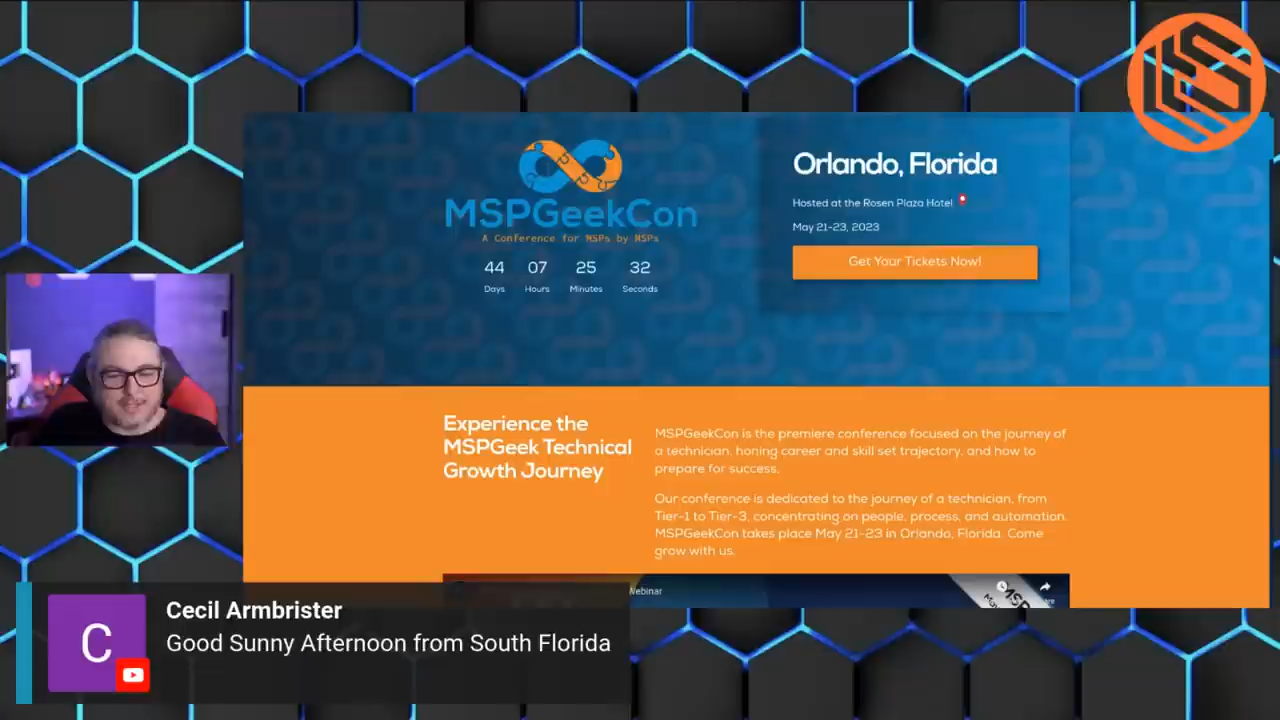 MSPGeekCon
A Conference for MSPs by MSPs
44 07 25 32
Days Hours Minutes Seconds
Orlando, Florida
Hosted at the Rosen Plaza Hotel
May 21-23, 2023
Get Your Tickets Now!
Experience the
MSPGeek Technical
Growth Journey
MSPGeekCon is the premiere conference focused on the journey of
a technician, honing career and skill set trajectory, and how to
prepare for success.
Our conference is dedicated to the journey of a technician, from
Tier-1 to Tier-3, concentrating on people, process, and automation.
MSPGeekCon takes place May 21-23 in Orlando, Florida. Come
grow with us.
Webinar
C
Cecil Armbrister
Good Sunny Afternoon from South Florida